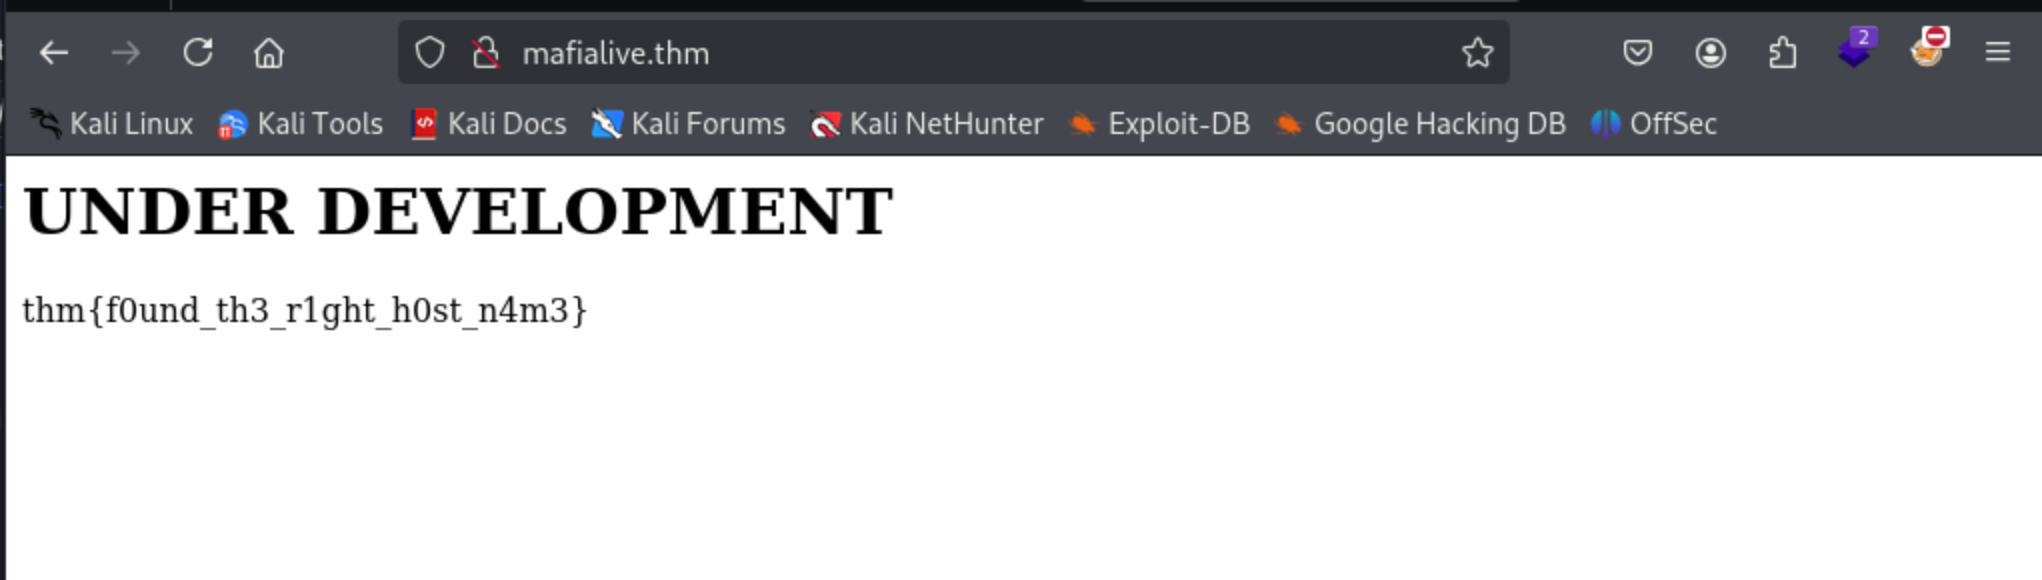 mafialive.thm
2
Kali Linux Kali Tools Kali Docs Kali Forums Kali NetHunter Exploit-DB Google Hacking DB OffSec
UNDER DEVELOPMENT
thm{f0und_th3_r1ght_h0st_n4m3}